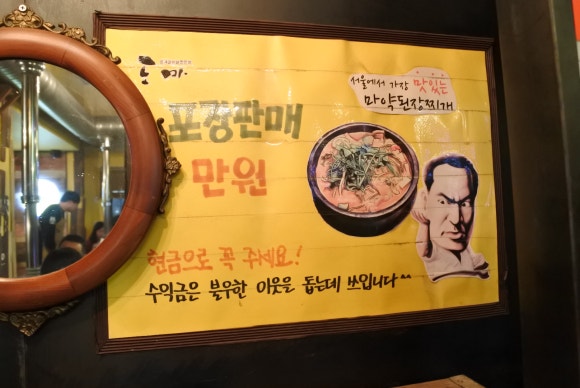 노 다.
서울에서 가장 맛있는
마약된장찌개
포장판매
만원
현금으로 꼭 주세요!
수익금은 불우한 이웃을 돕는데 쓰입니다^^